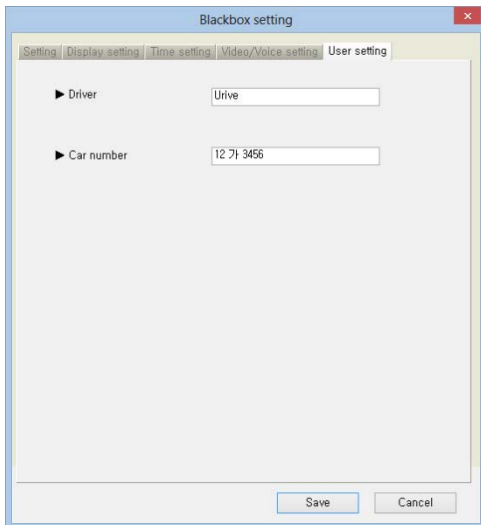 Blackbox setting
Setting Display setting Time setting Video/Voice setting User setting
▶ Driver Urive
▶ Car number 12 가 3456
Save Cancel